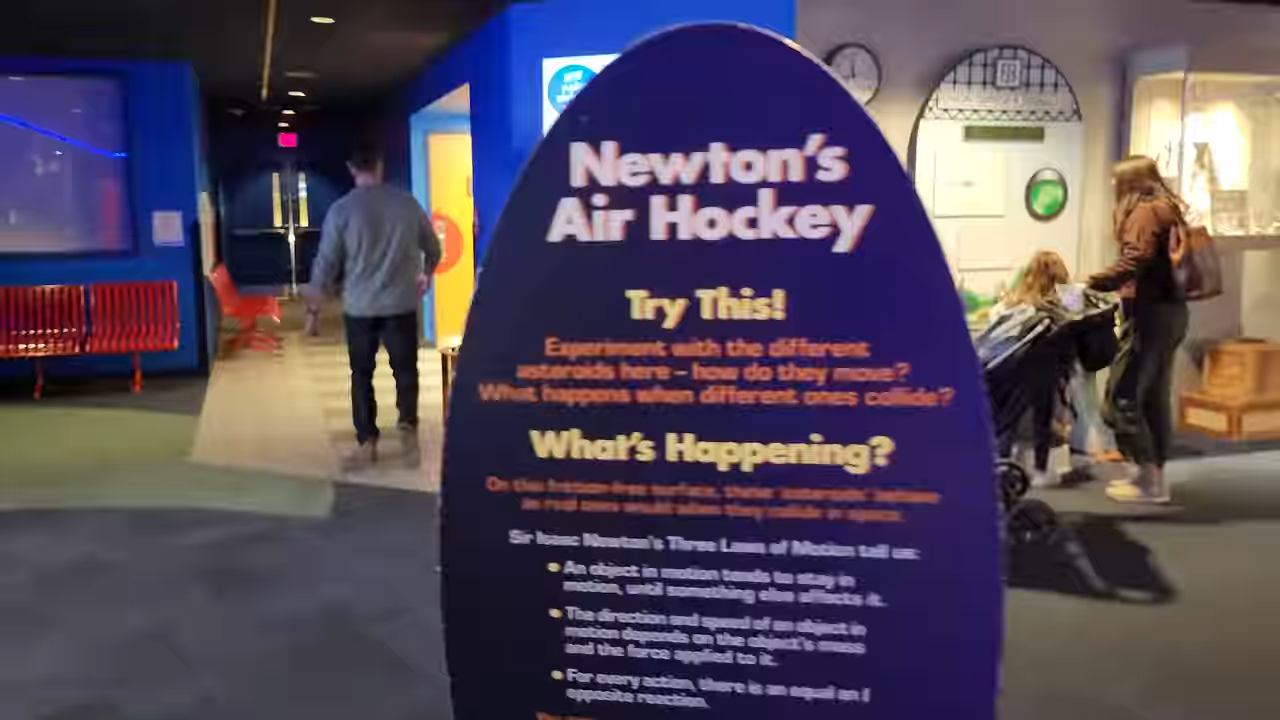 Newton's
Air Hockey
Try This!
Experiment with the different
asteroids here – how do they move?
What happens when different ones collide?
What's Happening?
On this friction-free surface, these "asteroids" behave
as real ones would when they collide in space.
Sir Isaac Newton's Three Laws of Motion tell us:
An object in motion tends to stay in
motion, until something else affects it.
The direction and speed of an object in
motion depends on the object's mass
and the force applied to it.
For every action, there is an equal and
opposite reaction.